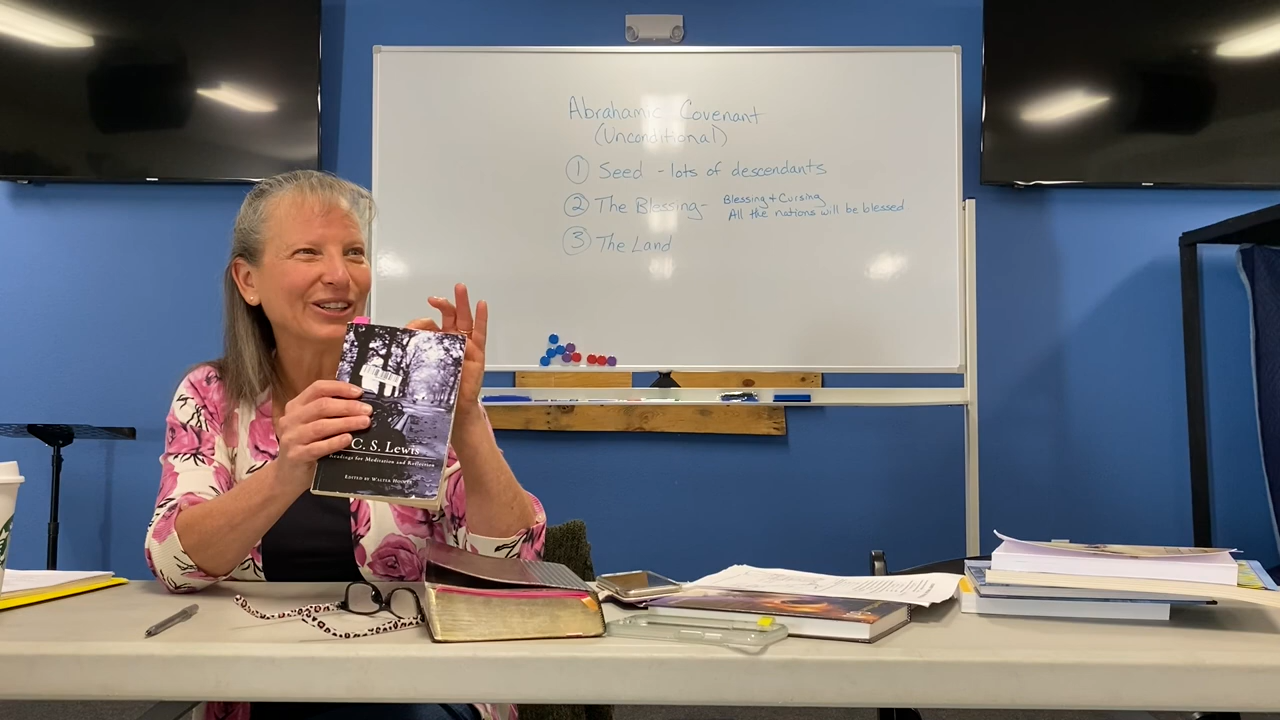 Abrahamic Covenant
(Unconditional)
① Seed - lots of descendants
② The Blessing- Blessing + Cursing
All the nations will be blessed
③ The Land
C. S. Lewis
Readings for Meditation and Reflection
Edited by Walter Hooper